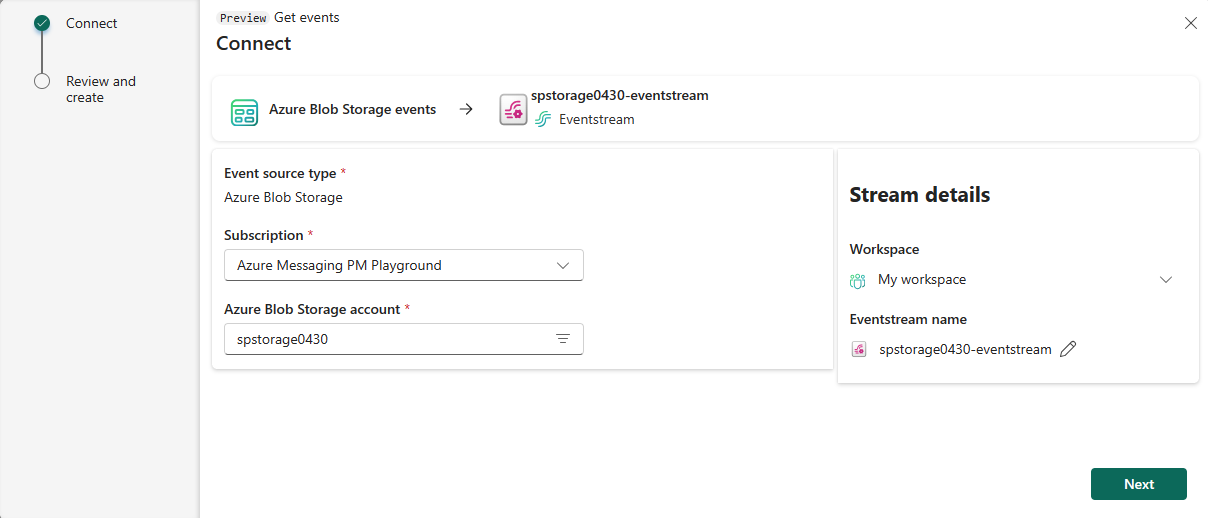 Connect
Review and
create
Preview Get events
Connect
Azure Blob Storage events
spstorage0430-eventstream
Eventstream
Event source type *
Azure Blob Storage
Subscription *
Azure Messaging PM Playground
Azure Blob Storage account *
spstorage0430
Stream details
Workspace
My workspace
Eventstream name
spstorage0430-eventstream
Next